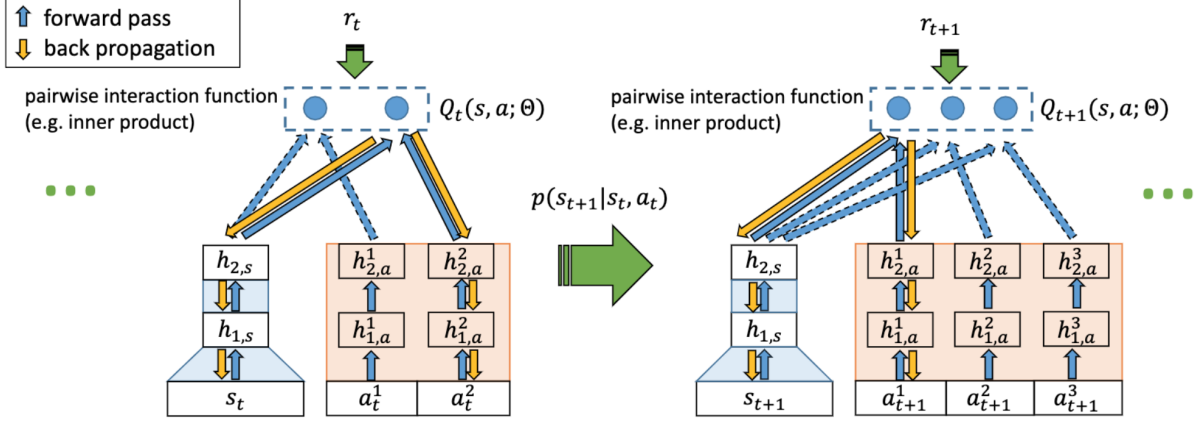 forward pass
back propagation
r_t
r_{t+1}
pairwise interaction function
(e.g. inner product)
Q_t(s, a; Θ)
pairwise interaction function
(e.g. inner product)
Q_{t+1}(s, a; Θ)
p(s_{t+1}|s_t, a_t)
h_{2,s}
h^1_{2,a}
h^2_{2,a}
h_{2,s}
h^1_{2,a}
h^2_{2,a}
h^3_{2,a}
h_{1,s}
h^1_{1,a}
h^2_{1,a}
h_{1,s}
h^1_{1,a}
h^2_{1,a}
h^3_{1,a}
s_t
a^1_t
a^2_t
s_{t+1}
a^1_{t+1}
a^2_{t+1}
a^3_{t+1}